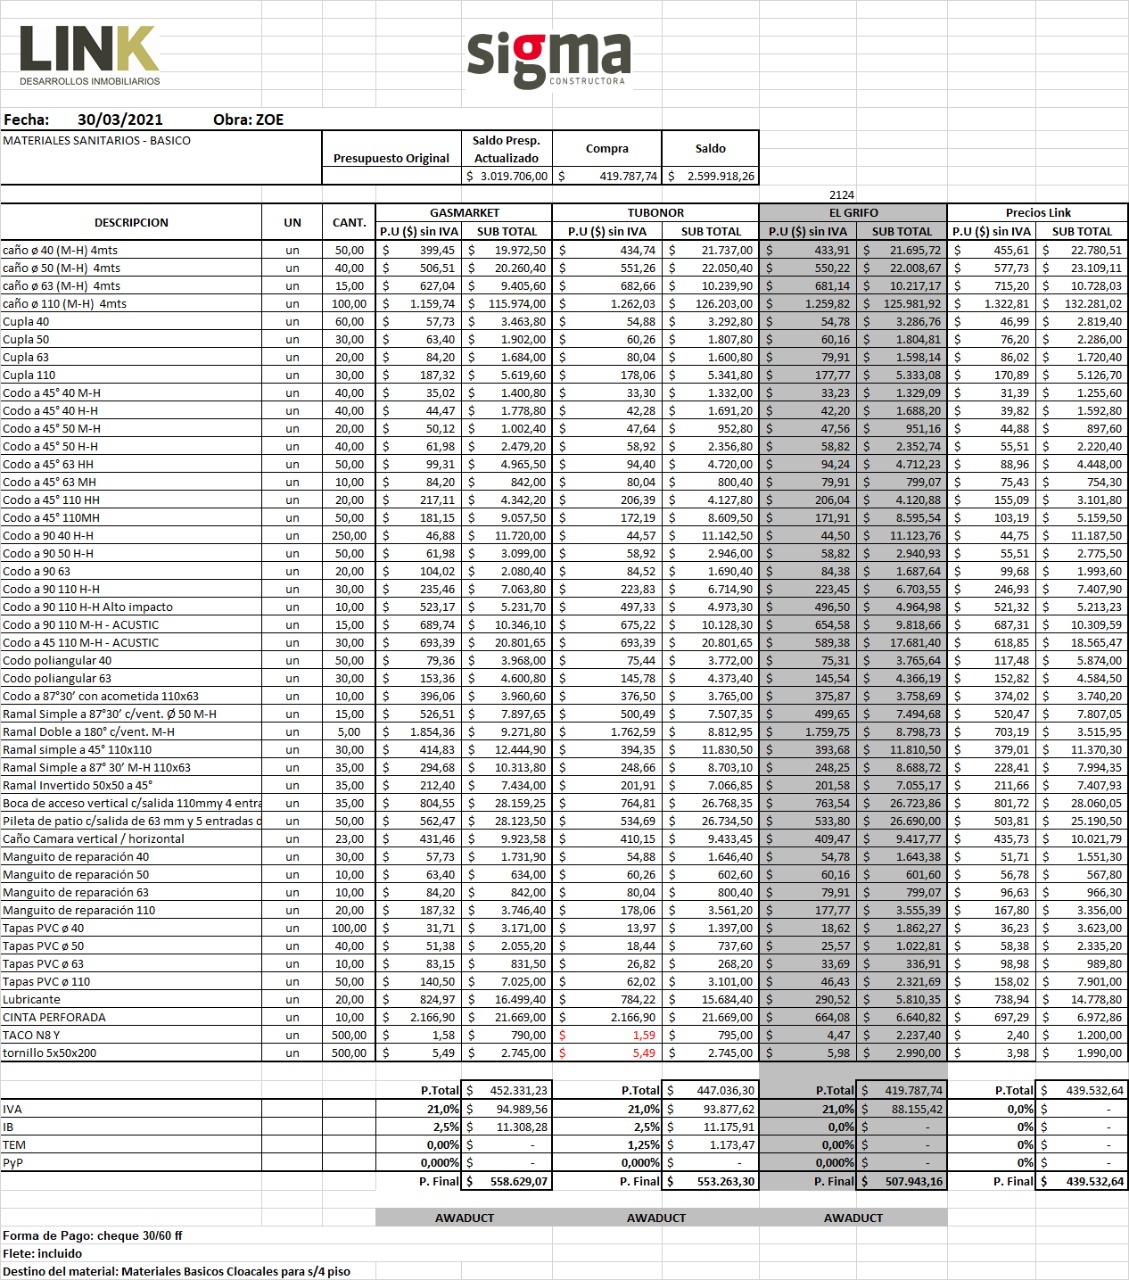 LINK
DESARROLLOS INMOBILIARIOS
sigma
CONSTRUCTORA
Fecha: 30/03/2021 Obra: ZOE
MATERIALES SANITARIOS - BASICO
Presupuesto Original Saldo Presp. Actualizado Compra Saldo
$ 3.019.706,00 $ 419.787,74 $ 2.599.918,26
2124
DESCRIPCION UN CANT. GASMARKET TUBONOR EL GRIFO Precios Link
P.U ($) sin IVA SUB TOTAL P.U ($) sin IVA SUB TOTAL P.U ($) sin IVA SUB TOTAL P.U ($) sin IVA SUB TOTAL
caño ø 40 (M-H) 4mts un 50,00 $ 399,45 $ 19.972,50 $ 434,74 $ 21.737,00 $ 433,91 $ 21.695,72 $ 455,61 $ 22.780,51
caño ø 50 (M-H) 4mts un 40,00 $ 506,51 $ 20.260,40 $ 551,26 $ 22.050,40 $ 550,22 $ 22.008,67 $ 577,73 $ 23.109,11
caño ø 63 (M-H) 4mts un 15,00 $ 627,04 $ 9.405,60 $ 682,66 $ 10.239,90 $ 681,14 $ 10.217,17 $ 715,20 $ 10.728,03
caño ø 110 (M-H) 4mts un 100,00 $ 1.159,74 $ 115.974,00 $ 1.262,03 $ 126.203,00 $ 1.259,82 $ 125.981,92 $ 1.322,81 $ 132.281,02
Cupla 40 un 60,00 $ 57,73 $ 3.463,80 $ 54,88 $ 3.292,80 $ 54,78 $ 3.286,76 $ 46,99 $ 2.819,40
Cupla 50 un 30,00 $ 63,40 $ 1.902,00 $ 60,26 $ 1.807,80 $ 60,16 $ 1.804,81 $ 76,20 $ 2.286,00
Cupla 63 un 20,00 $ 84,20 $ 1.684,00 $ 80,04 $ 1.600,80 $ 79,91 $ 1.598,14 $ 86,02 $ 1.720,40
Cupla 110 un 30,00 $ 187,32 $ 5.619,60 $ 178,06 $ 5.341,80 $ 177,77 $ 5.333,08 $ 170,89 $ 5.126,70
Codo a 45° 40 M-H un 40,00 $ 35,02 $ 1.400,80 $ 33,30 $ 1.332,00 $ 33,23 $ 1.329,09 $ 31,39 $ 1.255,60
Codo a 45° 40 H-H un 40,00 $ 44,47 $ 1.778,80 $ 42,28 $ 1.691,20 $ 42,20 $ 1.688,20 $ 39,82 $ 1.592,80
Codo a 45° 50 M-H un 20,00 $ 50,12 $ 1.002,40 $ 47,64 $ 952,80 $ 47,56 $ 951,16 $ 44,88 $ 897,60
Codo a 45° 50 H-H un 40,00 $ 61,98 $ 2.479,20 $ 58,92 $ 2.356,80 $ 58,82 $ 2.352,74 $ 55,51 $ 2.220,40
Codo a 45° 63 HH un 50,00 $ 99,31 $ 4.965,50 $ 94,40 $ 4.720,00 $ 94,24 $ 4.712,23 $ 88,96 $ 4.448,00
Codo a 45° 63 MH un 10,00 $ 84,20 $ 842,00 $ 80,04 $ 800,40 $ 79,91 $ 799,07 $ 75,43 $ 754,30
Codo a 45° 110 HH un 20,00 $ 217,11 $ 4.342,20 $ 206,39 $ 4.127,80 $ 206,04 $ 4.120,88 $ 155,09 $ 3.101,80
Codo a 45° 110MH un 50,00 $ 181,15 $ 9.057,50 $ 172,19 $ 8.609,50 $ 171,91 $ 8.595,54 $ 103,19 $ 5.159,50
Codo a 90 40 H-H un 250,00 $ 46,88 $ 11.720,00 $ 44,57 $ 11.142,50 $ 44,50 $ 11.123,76 $ 44,75 $ 11.187,50
Codo a 90 50 H-H un 50,00 $ 61,98 $ 3.099,00 $ 58,92 $ 2.946,00 $ 58,82 $ 2.940,93 $ 55,51 $ 2.775,50
Codo a 90 63 un 20,00 $ 104,02 $ 2.080,40 $ 84,52 $ 1.690,40 $ 84,38 $ 1.687,64 $ 99,68 $ 1.993,60
Codo a 90 110 H-H un 30,00 $ 235,46 $ 7.063,80 $ 223,83 $ 6.714,90 $ 223,45 $ 6.703,55 $ 246,93 $ 7.407,90
Codo a 90 110 H-H Alto impacto un 10,00 $ 523,17 $ 5.231,70 $ 497,33 $ 4.973,30 $ 496,50 $ 4.964,98 $ 521,32 $ 5.213,23
Codo a 90 110 M-H - ACUSTIC un 15,00 $ 689,74 $ 10.346,10 $ 675,22 $ 10.128,30 $ 654,58 $ 9.818,66 $ 687,31 $ 10.309,59
Codo a 45 110 M-H - ACUSTIC un 30,00 $ 693,39 $ 20.801,65 $ 693,39 $ 20.801,65 $ 589,38 $ 17.681,40 $ 618,85 $ 18.565,47
Codo poliangular 40 un 50,00 $ 79,36 $ 3.968,00 $ 75,44 $ 3.772,00 $ 75,31 $ 3.765,64 $ 117,48 $ 5.874,00
Codo poliangular 63 un 30,00 $ 153,36 $ 4.600,80 $ 145,78 $ 4.373,40 $ 145,54 $ 4.366,19 $ 152,82 $ 4.584,50
Codo a 87°30' con acometida 110x63 un 10,00 $ 396,06 $ 3.960,60 $ 376,50 $ 3.765,00 $ 375,87 $ 3.758,69 $ 374,02 $ 3.740,20
Ramal Simple a 87°30' c/vent. Ø 50 M-H un 15,00 $ 526,51 $ 7.897,65 $ 500,49 $ 7.507,35 $ 499,65 $ 7.494,68 $ 520,47 $ 7.807,05
Ramal Doble a 180° c/vent. M-H un 5,00 $ 1.854,36 $ 9.271,80 $ 1.762,59 $ 8.812,95 $ 1.759,75 $ 8.798,73 $ 703,19 $ 3.515,95
Ramal simple a 45° 110x110 un 30,00 $ 414,83 $ 12.444,90 $ 394,35 $ 11.830,50 $ 393,68 $ 11.810,50 $ 379,01 $ 11.370,30
Ramal Simple a 87° 30' M-H 110x63 un 35,00 $ 294,68 $ 10.313,80 $ 248,66 $ 8.703,10 $ 248,25 $ 8.688,72 $ 228,41 $ 7.994,35
Ramal Invertido 50x50 a 45° un 35,00 $ 212,40 $ 7.434,00 $ 201,91 $ 7.066,85 $ 201,58 $ 7.055,17 $ 211,66 $ 7.407,93
Boca de acceso vertical c/salida 110mmy 4 entra un 35,00 $ 804,55 $ 28.159,25 $ 764,81 $ 26.768,35 $ 763,54 $ 26.723,86 $ 801,72 $ 28.060,05
Pileta de patio c/salida de 63 mm y 5 entradas d un 50,00 $ 562,47 $ 28.123,50 $ 534,69 $ 26.734,50 $ 533,80 $ 26.690,00 $ 503,81 $ 25.190,50
Caño Camara vertical / horizontal un 23,00 $ 431,46 $ 9.923,58 $ 410,15 $ 9.433,45 $ 409,47 $ 9.417,77 $ 435,73 $ 10.021,79
Manguito de reparación 40 un 30,00 $ 57,73 $ 1.731,90 $ 54,88 $ 1.646,40 $ 54,78 $ 1.643,38 $ 51,71 $ 1.551,30
Manguito de reparación 50 un 10,00 $ 63,40 $ 634,00 $ 60,26 $ 602,60 $ 60,16 $ 601,60 $ 56,78 $ 567,80
Manguito de reparación 63 un 10,00 $ 84,20 $ 842,00 $ 80,04 $ 800,40 $ 79,91 $ 799,07 $ 96,63 $ 966,30
Manguito de reparación 110 un 20,00 $ 187,32 $ 3.746,40 $ 178,06 $ 3.561,20 $ 177,77 $ 3.555,39 $ 167,80 $ 3.356,00
Tapas PVC ø 40 un 100,00 $ 31,71 $ 3.171,00 $ 13,97 $ 1.397,00 $ 18,62 $ 1.862,27 $ 36,23 $ 3.623,00
Tapas PVC ø 50 un 40,00 $ 51,38 $ 2.055,20 $ 18,44 $ 737,60 $ 25,57 $ 1.022,81 $ 58,38 $ 2.335,20
Tapas PVC ø 63 un 10,00 $ 83,15 $ 831,50 $ 26,82 $ 268,20 $ 33,69 $ 336,91 $ 98,98 $ 989,80
Tapas PVC ø 110 un 50,00 $ 140,50 $ 7.025,00 $ 62,02 $ 3.101,00 $ 46,43 $ 2.321,69 $ 158,02 $ 7.901,00
Lubricante un 20,00 $ 824,97 $ 16.499,40 $ 784,22 $ 15.684,40 $ 290,52 $ 5.810,35 $ 738,94 $ 14.778,80
CINTA PERFORADA un 10,00 $ 2.166,90 $ 21.669,00 $ 2.166,90 $ 21.669,00 $ 664,08 $ 6.640,82 $ 697,29 $ 6.972,86
TACO N8 Y un 500,00 $ 1,58 $ 790,00 $ 1,59 $ 795,00 $ 4,47 $ 2.237,40 $ 2,40 $ 1.200,00
tornillo 5x50x200 un 500,00 $ 5,49 $ 2.745,00 $ 5,49 $ 2.745,00 $ 5,98 $ 2.990,00 $ 3,98 $ 1.990,00
P.Total $ 452.331,23 P.Total $ 447.036,30 P.Total $ 419.787,74 P.Total $ 439.532,64
IVA 21,0% $ 94.989,56 21,0% $ 93.877,62 21,0% $ 88.155,42 0,0% $ -
IB 2,5% $ 11.308,28 2,5% $ 11.175,91 0,0% $ - 0% $ -
TEM 0,00% $ - 1,25% $ 1.173,47 0,00% $ - 0% $ -
PyP 0,000% $ - 0,000% $ - 0,000% $ - 0% $ -
P. Final $ 558.629,07 P. Final $ 553.263,30 P. Final $ 507.943,16 P. Final $ 439.532,64
AWADUCT AWADUCT AWADUCT
Forma de Pago: cheque 30/60 ff
Flete: incluido
Destino del material: Materiales Basicos Cloacales para s/4 piso